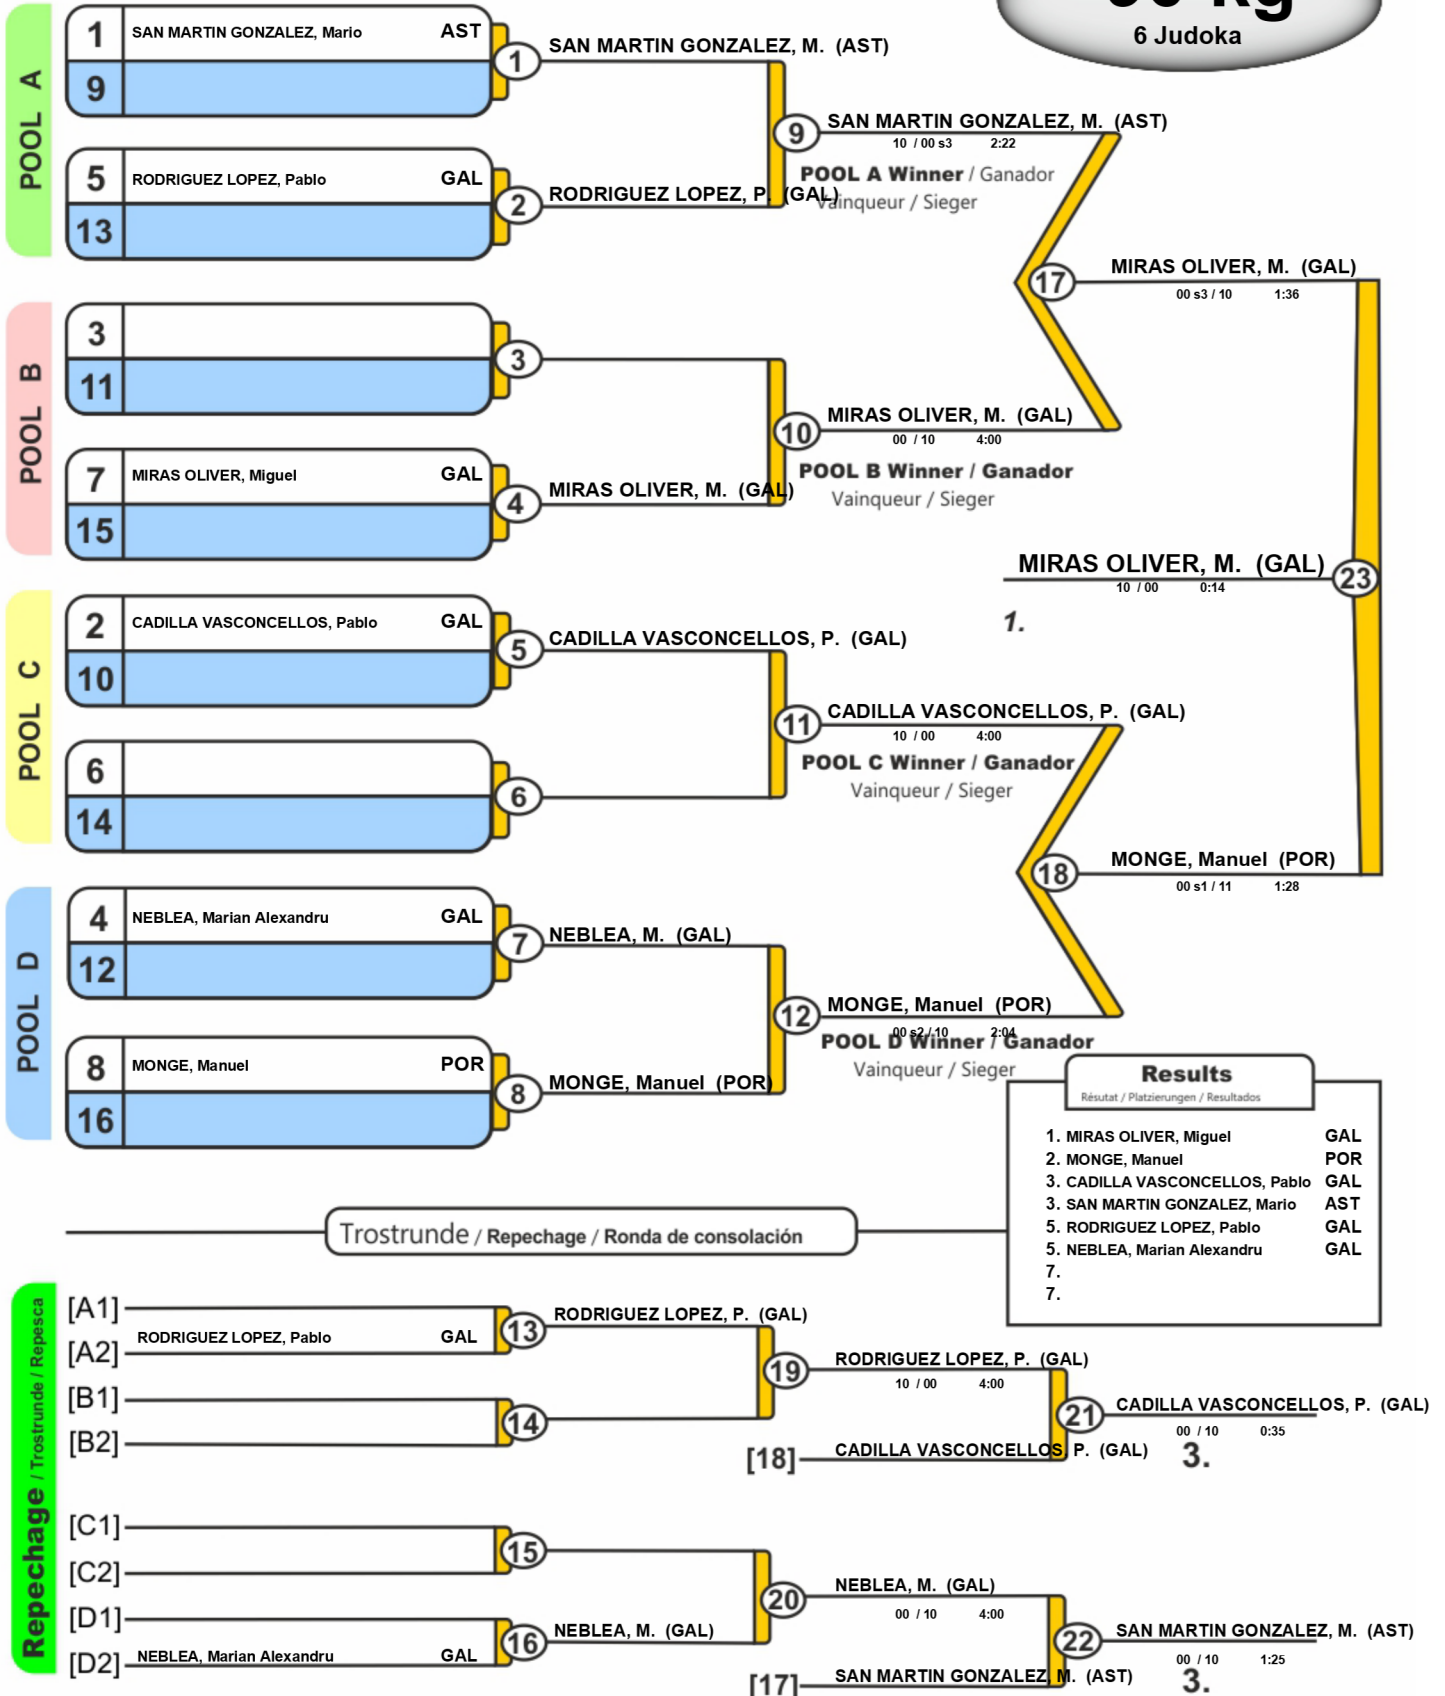 6 Judoka
POOL A
1 SAN MARTIN GONZALEZ, Mario AST
9
1
SAN MARTIN GONZALEZ, M. (AST)
5 RODRIGUEZ LOPEZ, Pablo GAL
13
2
RODRIGUEZ LOPEZ, P. (GAL)
9
SAN MARTIN GONZALEZ, M. (AST)
10 / 00 s3 2:22
POOL A Winner / Ganador
Vainqueur / Sieger
POOL B
3
11
3
7 MIRAS OLIVER, Miguel GAL
15
4
MIRAS OLIVER, M. (GAL)
10
MIRAS OLIVER, M. (GAL)
00 / 10 4:00
POOL B Winner / Ganador
Vainqueur / Sieger
17
MIRAS OLIVER, M. (GAL)
00 s3 / 10 1:36
MIRAS OLIVER, M. (GAL)
10 / 00 0:14
23
1.
POOL C
2 CADILLA VASCONCELLOS, Pablo GAL
10
5
CADILLA VASCONCELLOS, P. (GAL)
6
14
6
11
CADILLA VASCONCELLOS, P. (GAL)
10 / 00 4:00
POOL C Winner / Ganador
Vainqueur / Sieger
POOL D
4 NEBLEA, Marian Alexandru GAL
12
7
NEBLEA, M. (GAL)
8 MONGE, Manuel POR
16
8
MONGE, Manuel (POR)
12
MONGE, Manuel (POR)
00 s2 / 10 2:04
POOL D Winner / Ganador
Vainqueur / Sieger
18
MONGE, Manuel (POR)
00 s1 / 11 1:28
Results
Résutat / Platzierungen / Resultados
1. MIRAS OLIVER, Miguel GAL
2. MONGE, Manuel POR
3. CADILLA VASCONCELLOS, Pablo GAL
3. SAN MARTIN GONZALEZ, Mario AST
5. RODRIGUEZ LOPEZ, Pablo GAL
5. NEBLEA, Marian Alexandru GAL
7.
7.
Trostrunde / Repechage / Ronda de consolación
Repechage / Trostrunde / Repesca
[A1]
[A2] RODRIGUEZ LOPEZ, Pablo GAL
13
RODRIGUEZ LOPEZ, P. (GAL)
[B1]
[B2]
14
19
RODRIGUEZ LOPEZ, P. (GAL)
10 / 00 4:00
[18] CADILLA VASCONCELLOS, P. (GAL)
21
CADILLA VASCONCELLOS, P. (GAL)
00 / 10 0:35
3.
[C1]
[C2]
15
[D1]
[D2] NEBLEA, Marian Alexandru GAL
16
NEBLEA, M. (GAL)
20
NEBLEA, M. (GAL)
00 / 10 4:00
[17] SAN MARTIN GONZALEZ, M. (AST)
22
SAN MARTIN GONZALEZ, M. (AST)
00 / 10 1:25
3.